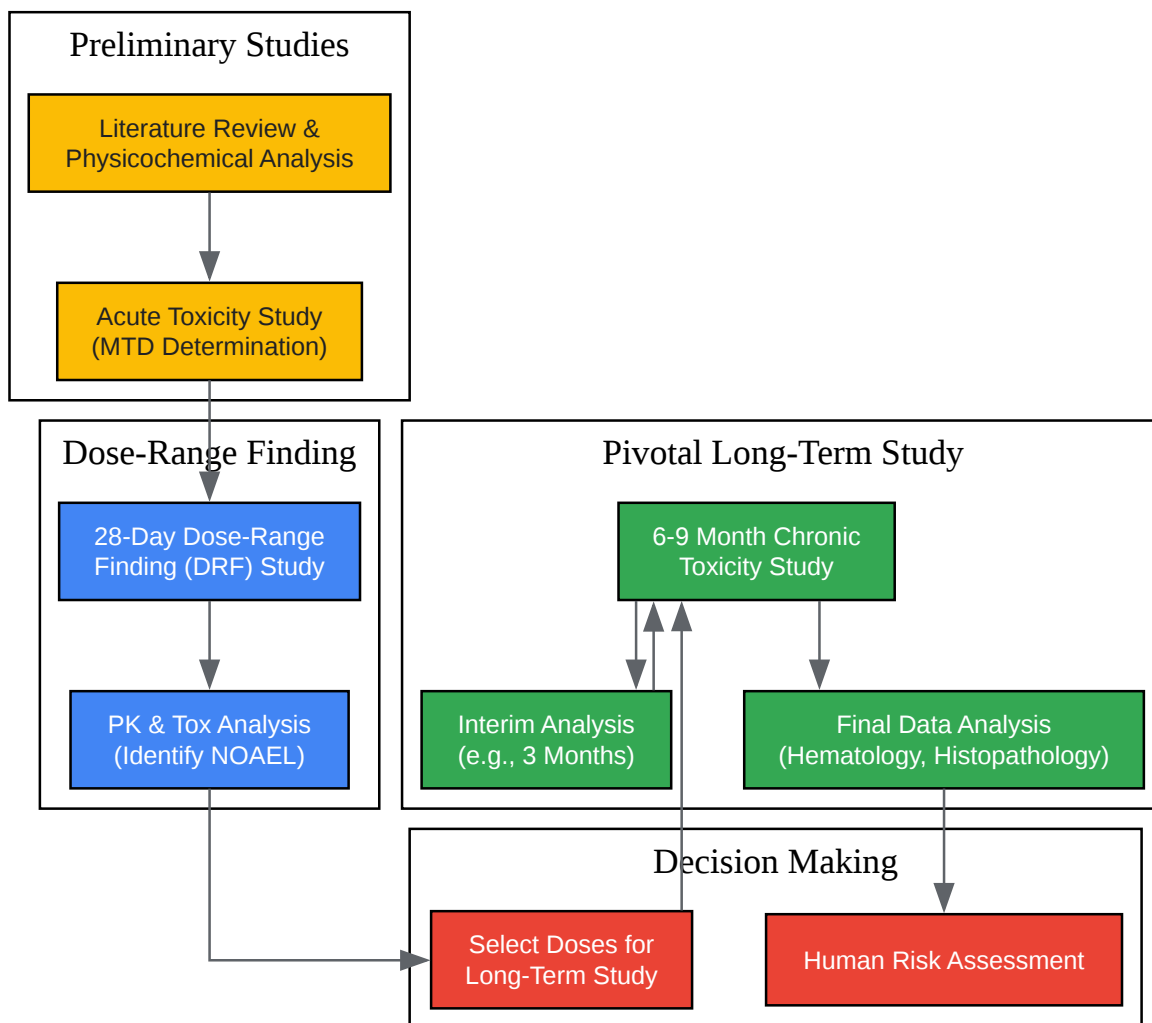 Preliminary Studies
Literature Review &
Physicochemical Analysis
Acute Toxicity Study
(MTD Determination)
Dose-Range Finding
28-Day Dose-Range
Finding (DRF) Study
PK & Tox Analysis
(Identify NOAEL)
Pivotal Long-Term Study
6-9 Month Chronic
Toxicity Study
Interim Analysis
(e.g., 3 Months)
Final Data Analysis
(Hematology, Histopathology)
Decision Making
Select Doses for
Long-Term Study
Human Risk Assessment